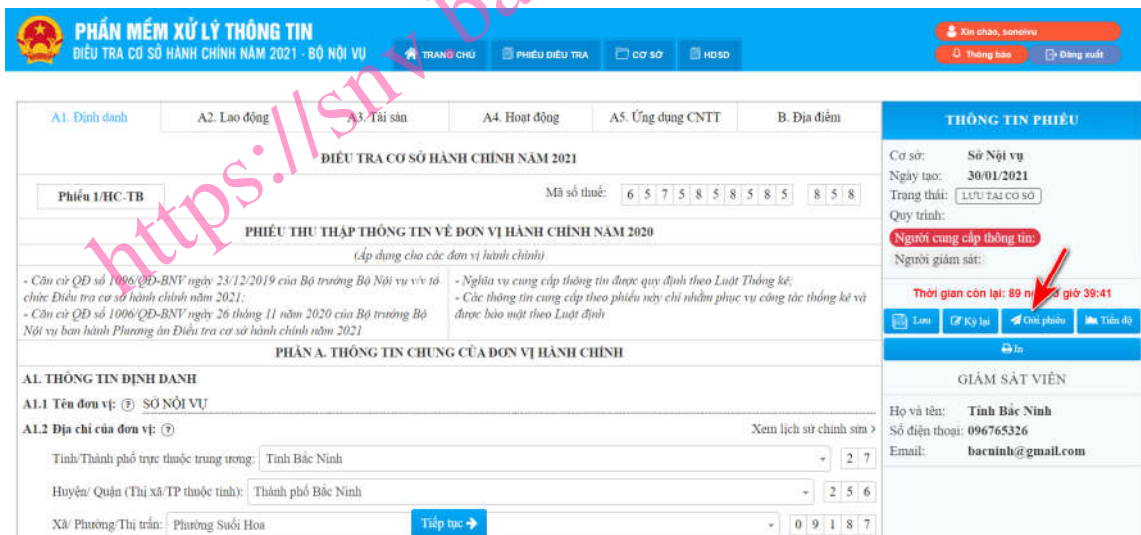 PHẦN MỀM XỬ LÝ THÔNG TIN
ĐIỀU TRA CƠ SỞ HÀNH CHÍNH NĂM 2021 - BỘ NỘI VỤ
TRANG CHỦ PHIẾU ĐIỀU TRA CƠ SỞ HDSD
Xin chào, sonoivu
Thông báo Đăng xuất
https://snv.ba
A1. Định danh A2. Lao động A3. Tài sản A4. Hoạt động A5. Ứng dụng CNTT B. Địa điểm
ĐIỀU TRA CƠ SỞ HÀNH CHÍNH NĂM 2021
Phiếu 1/HC-TB
Mã số thuế: 6 5 7 5 8 5 8 5 8 5 8 5 8
PHIẾU THU THẬP THÔNG TIN VỀ ĐƠN VỊ HÀNH CHÍNH NĂM 2020
(Áp dụng cho các đơn vị hành chính)
- Căn cứ QĐ số 1096/QĐ-BNV ngày 23/12/2019 của Bộ trưởng Bộ Nội vụ v/v tổ
chức Điều tra cơ sở hành chính năm 2021;
- Căn cứ QĐ số 1006/QĐ-BNV ngày 26 tháng 11 năm 2020 của Bộ trưởng Bộ
Nội vụ ban hành Phương án Điều tra cơ sở hành chính năm 2021
- Nghĩa vụ cung cấp thông tin được quy định theo Luật Thống kê;
- Các thông tin cung cấp theo phiếu này chỉ nhằm phục vụ công tác thống kê và
được bảo mật theo Luật định
PHẦN A. THÔNG TIN CHUNG CỦA ĐƠN VỊ HÀNH CHÍNH
A1. THÔNG TIN ĐỊNH DANH
A1.1 Tên đơn vị: ? SỞ NỘI VỤ
A1.2 Địa chỉ của đơn vị: ? Xem lịch sử chỉnh sửa >
Tỉnh/Thành phố trực thuộc trung ương: Tỉnh Bắc Ninh 2 7
Huyện/ Quận (Thị xã/TP thuộc tỉnh): Thành phố Bắc Ninh 2 5 6
Xã/ Phường/Thị trấn: Phường Suối Hoa 0 9 1 8 7
Tiếp tục
THÔNG TIN PHIẾU
Cơ sở: Sở Nội vụ
Ngày tạo: 30/01/2021
Trạng thái: LƯU TẠI CƠ SỞ
Quy trình:
Người cung cấp thông tin:
Người giám sát:
Thời gian còn lại: 89 giờ 39:41
Lưu Ký lại Gửi phiếu Tiến độ
In
GIÁM SÁT VIÊN
Họ và tên: Tỉnh Bắc Ninh
Số điện thoại: 096765326
Email: bacninh@gmail.com